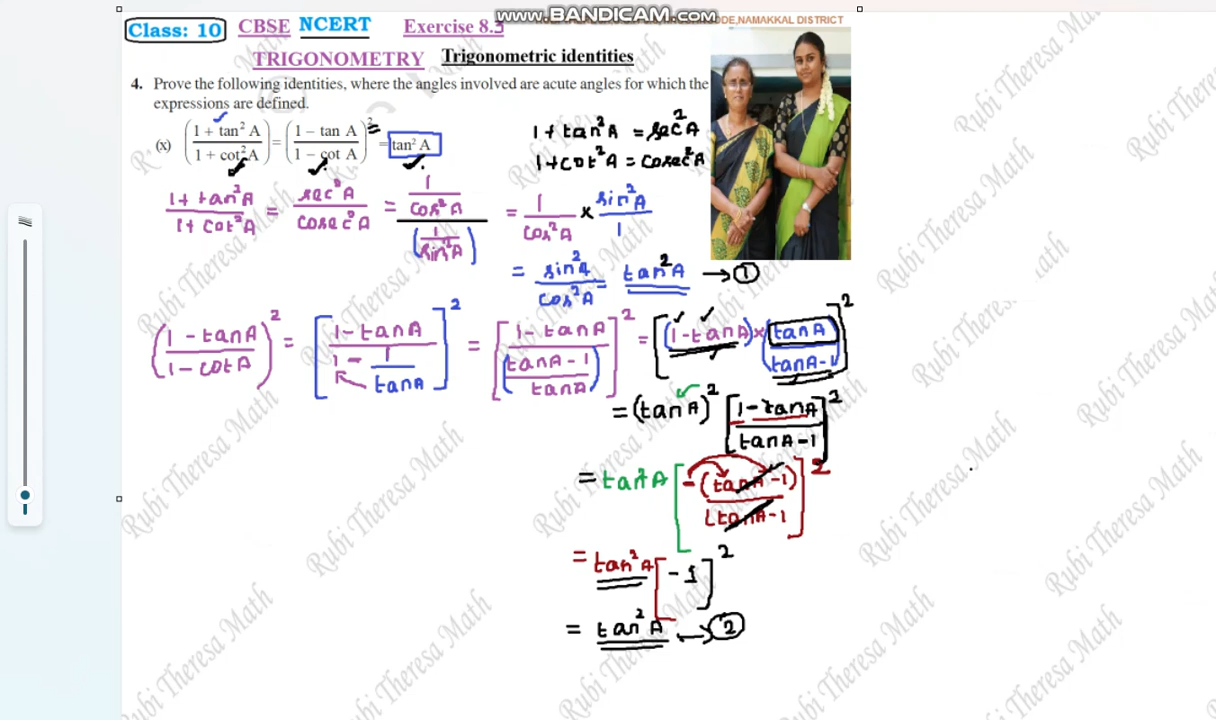 www.BANDICAM.com
ODE,NAMAKKAL DISTRICT
Class: 10 CBSE NCERT Exercise 8.3
TRIGONOMETRY Trigonometric identities
4. Prove the following identities, where the angles involved are acute angles for which the
expressions are defined.
(x) ((1 + tan² A)/(1 + cot² A)) = ((1 − tan A)/(1 − cot A))² = tan² A
1 + tan²A = sec²A
1 + cot²A = cosec²A
(1 + tan²A)/(1 + cot²A) = sec²A/cosec²A = (1/cos²A)/(1/sin²A) = 1/cos²A × sin²A/1
= sin²A/cos²A = tan²A → ①
((1 - tanA)/(1 - cotA))² = [(1 - tanA)/(1 - 1/tanA)]² = [(1 - tanA)/((tanA - 1)/tanA)]² = [(1 - tanA) × (tanA/(tanA - 1))]²
= (tanA)² [(1 - tanA)/(tanA - 1)]²
= tan²A [-(tanA - 1)/(tanA - 1)]²
= tan²A [-1]²
= tan²A → ②
Rubi Theresa Math